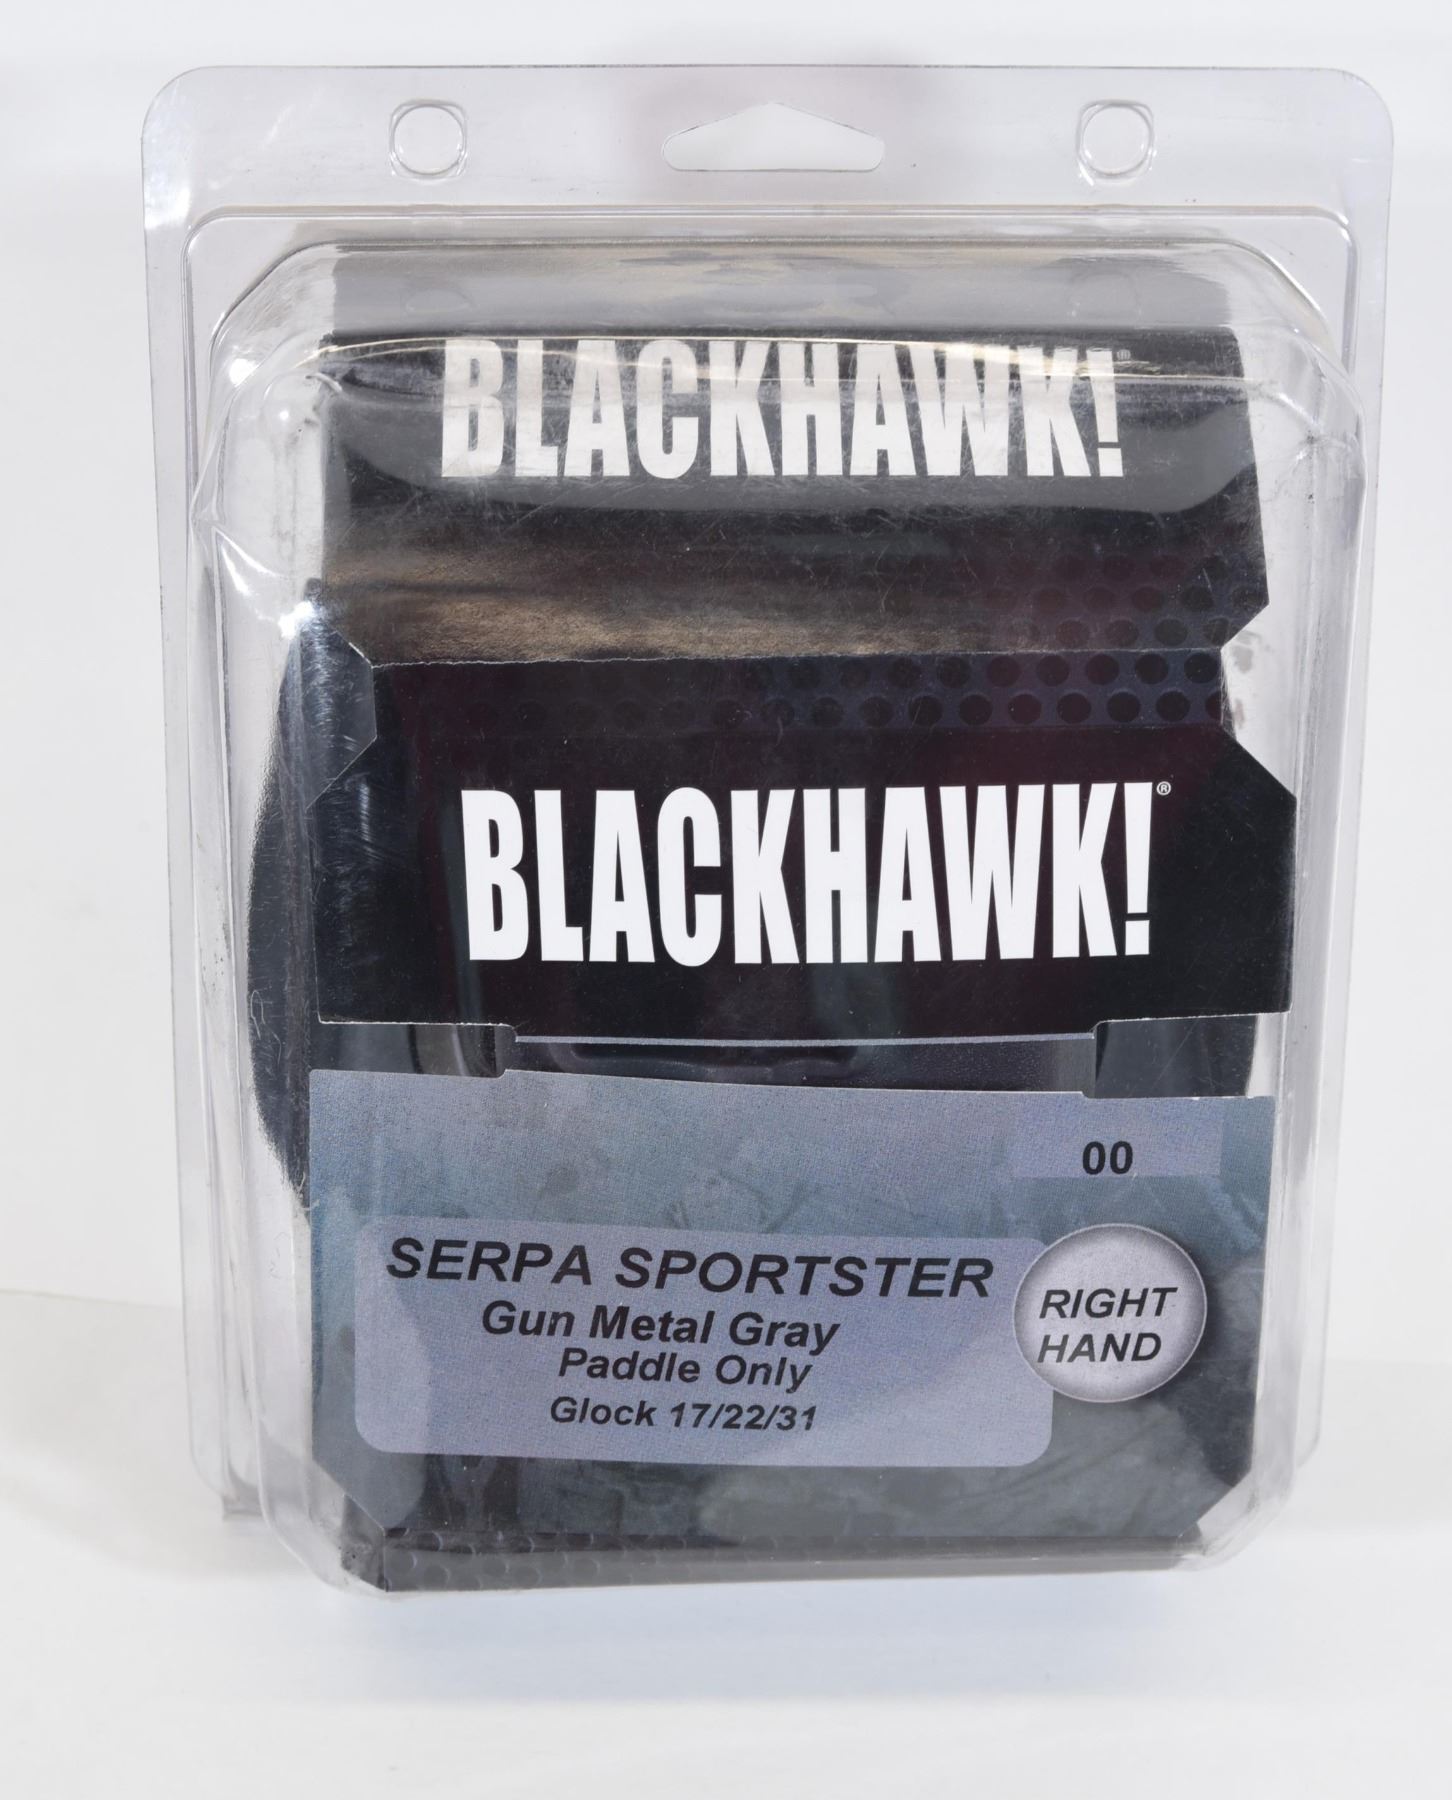 BLACKHAWK!®
BLACKHAWK!®
00
SERPA SPORTSTER
Gun Metal Gray
Paddle Only
Glock 17/22/31
RIGHT
HAND